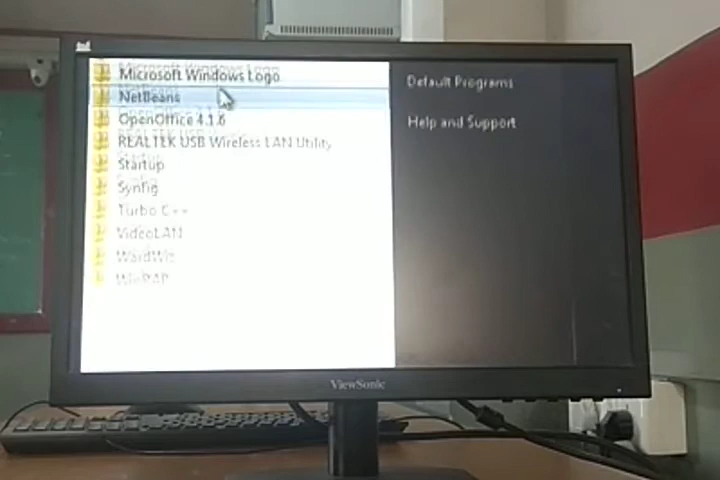 Microsoft Windows Logo
NetBeans
OpenOffice 4.1.6
REALTEK USB Wireless LAN Utility
Startup
Synfig
Turbo C++
VideoLAN
WinRAR
Default Programs
Help and Support
ViewSonic